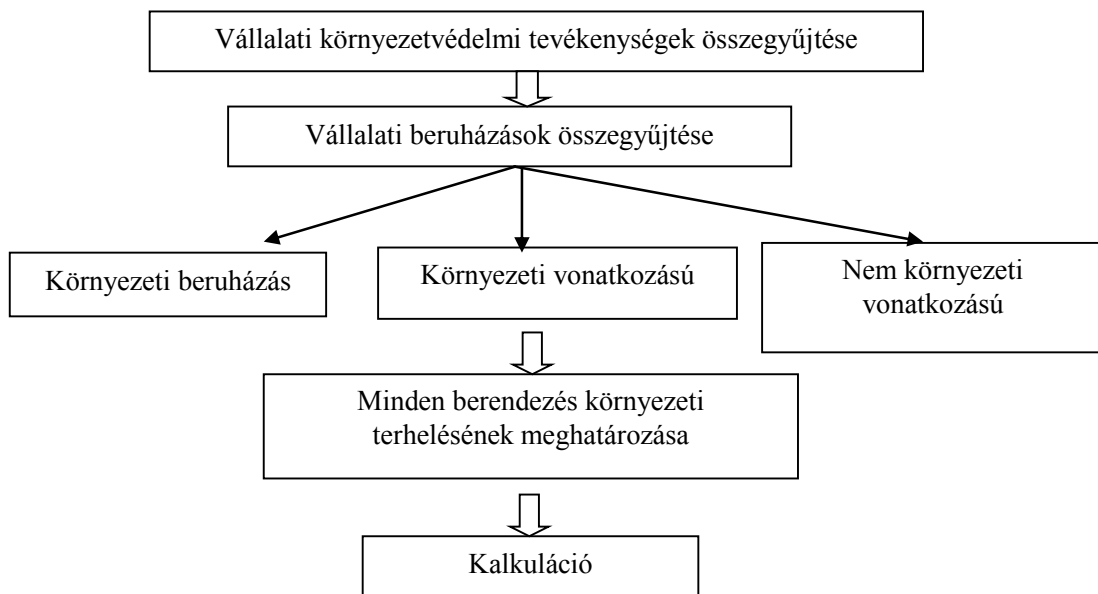 Vállalati környezetvédelmi tevékenységek összegyűjtése
Vállalati beruházások összegyűjtése
Környezeti beruházás
Környezeti vonatkozású
Nem környezeti
vonatkozású
Minden berendezés környezeti
terhelésének meghatározása
Kalkuláció